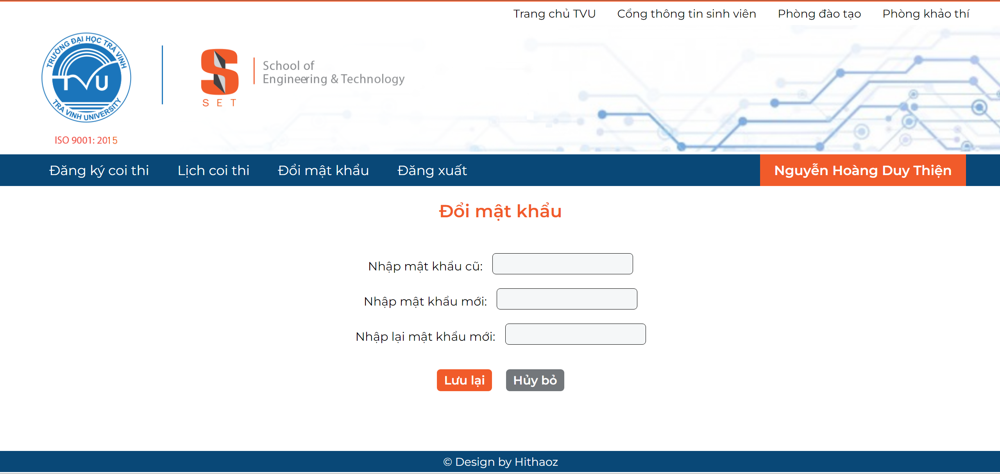 Trang chủ TVU Cổng thông tin sinh viên Phòng đào tạo Phòng khảo thí
TRƯỜNG ĐẠI HỌC TRÀ VINH
TVU
TRA VINH UNIVERSITY
ISO 9001: 2015
SET
School of
Engineering & Technology
Đăng ký coi thi Lịch coi thi Đổi mật khẩu Đăng xuất Nguyễn Hoàng Duy Thiện
Đổi mật khẩu
Nhập mật khẩu cũ:
Nhập mật khẩu mới:
Nhập lại mật khẩu mới:
Lưu lại Hủy bỏ
© Design by Hithaoz